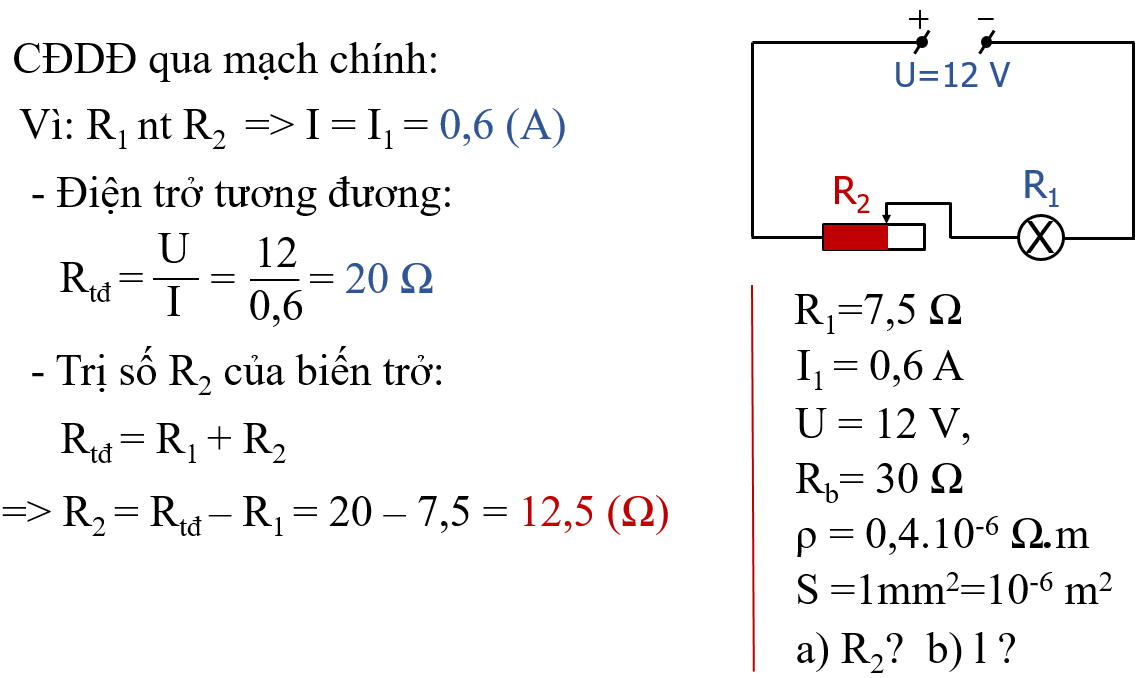 CĐDĐ qua mạch chính:
Vì: R₁ nt R₂ => I = I₁ = 0,6 (A)
- Điện trở tương đương:
Rtđ = U/I = 12/0,6 = 20 Ω
- Trị số R₂ của biến trở:
Rtđ = R₁ + R₂
=> R₂ = Rtđ – R₁ = 20 – 7,5 = 12,5 (Ω)
+ −
U=12 V
R₂ R₁
R₁=7,5 Ω
I₁ = 0,6 A
U = 12 V,
Rb= 30 Ω
ρ = 0,4.10⁻⁶ Ω.m
S =1mm²=10⁻⁶ m²
a) R₂? b) l ?